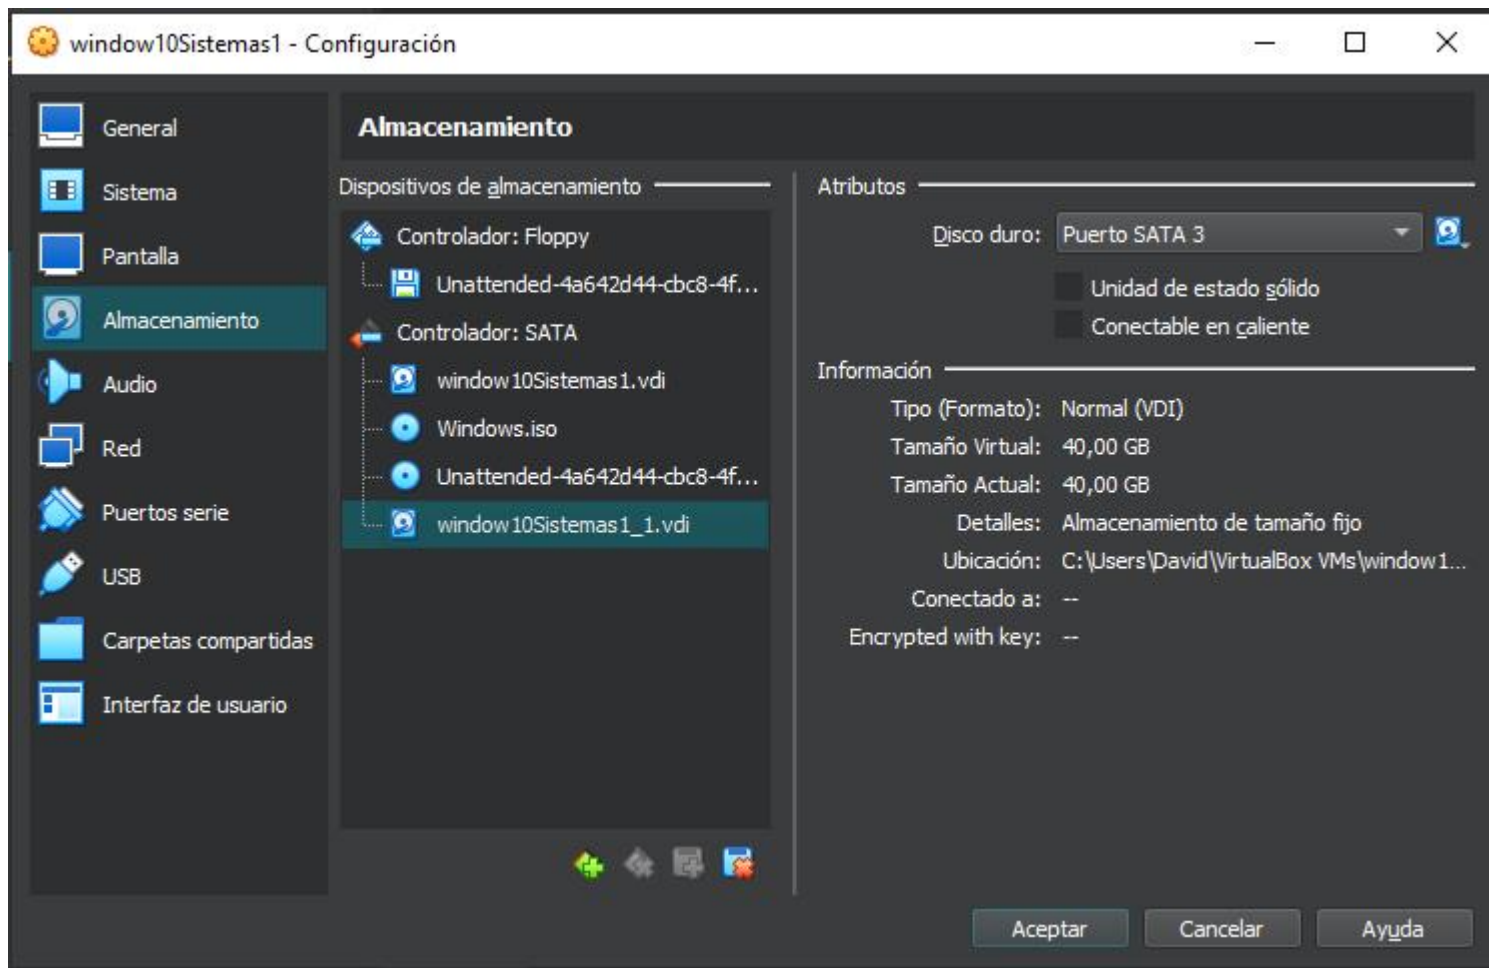 window10Sistemas1 - Configuración
General
Sistema
Pantalla
Almacenamiento
Audio
Red
Puertos serie
USB
Carpetas compartidas
Interfaz de usuario
Almacenamiento
Dispositivos de almacenamiento
Controlador: Floppy
Unattended-4a642d44-cbc8-4f...
Controlador: SATA
window10Sistemas1.vdi
Windows.iso
Unattended-4a642d44-cbc8-4f...
window10Sistemas1_1.vdi
Atributos
Disco duro: Puerto SATA 3
Unidad de estado sólido
Conectable en caliente
Información
Tipo (Formato): Normal (VDI)
Tamaño Virtual: 40,00 GB
Tamaño Actual: 40,00 GB
Detalles: Almacenamiento de tamaño fijo
Ubicación: C:\Users\David\VirtualBox VMs\window1...
Conectado a: --
Encrypted with key: --
Aceptar Cancelar Ayuda